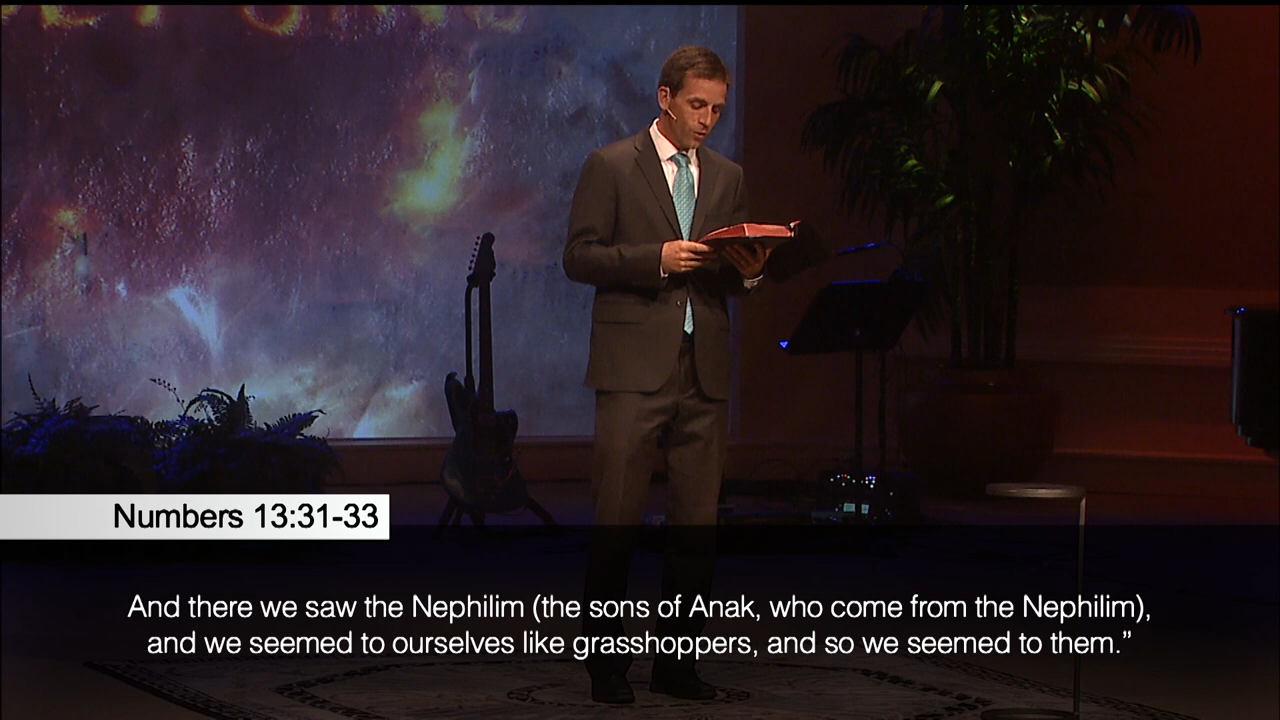 Numbers 13:31-33
And there we saw the Nephilim (the sons of Anak, who come from the Nephilim),
and we seemed to ourselves like grasshoppers, and so we seemed to them.”